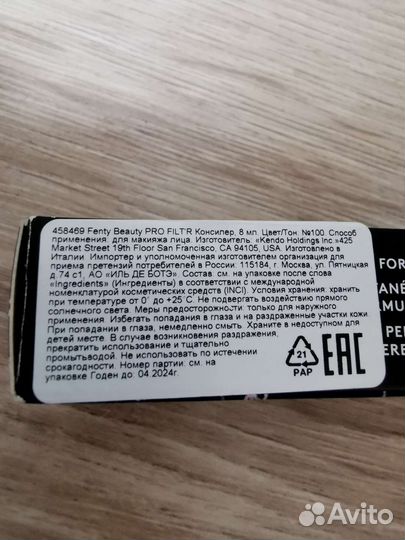 458469 Fenty Beauty PRO FILT'R Консилер, 8 мл. Цвет/Тон: №100. Способ
применения: для макияжа лица. Изготовитель: «Kendo Holdings Inc.»425
Market Street 19th Floor San Francisco, CA 94105, USA. Изготовлено в
Италии. Импортер и уполномоченная изготовителем организация для
приема претензий потребителей в России: 115184, г. Москва, ул. Пятницкая
д.74 с1, АО «ИЛЬ ДЕ БОТЭ». Состав: см. на упаковке после слова
«Ingredients» (Ингредиенты) в соответствии с международной
номенклатурой косметических средств (INCI). Условия хранения: хранить
при температуре от 0˚ до +25˚ С. Не подвергать воздействию прямого
солнечного света. Меры предосторожности: только для наружного
применения. Избегать попадания в глаза и на раздраженные участки кожи.
При попадании в глаза, немедленно смыть. Храните в недоступном для
детей месте. В случае возникновения раздражения,
прекратить использование и тщательно
промытьводой. Не использовать по истечении
срокагодности. Номер партии: см. на
упаковке Годен до: 04.2024г.
21
PAP
EAC
FOR
ANÉ
MU
PE
ERE
Avito